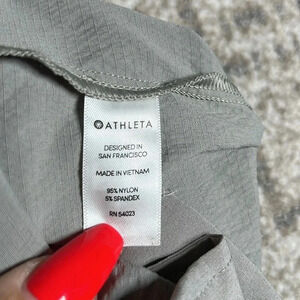 ATHLETA
DESIGNED IN
SAN FRANCISCO
MADE IN VIETNAM
95% NYLON
5% SPANDEX
RN 54023